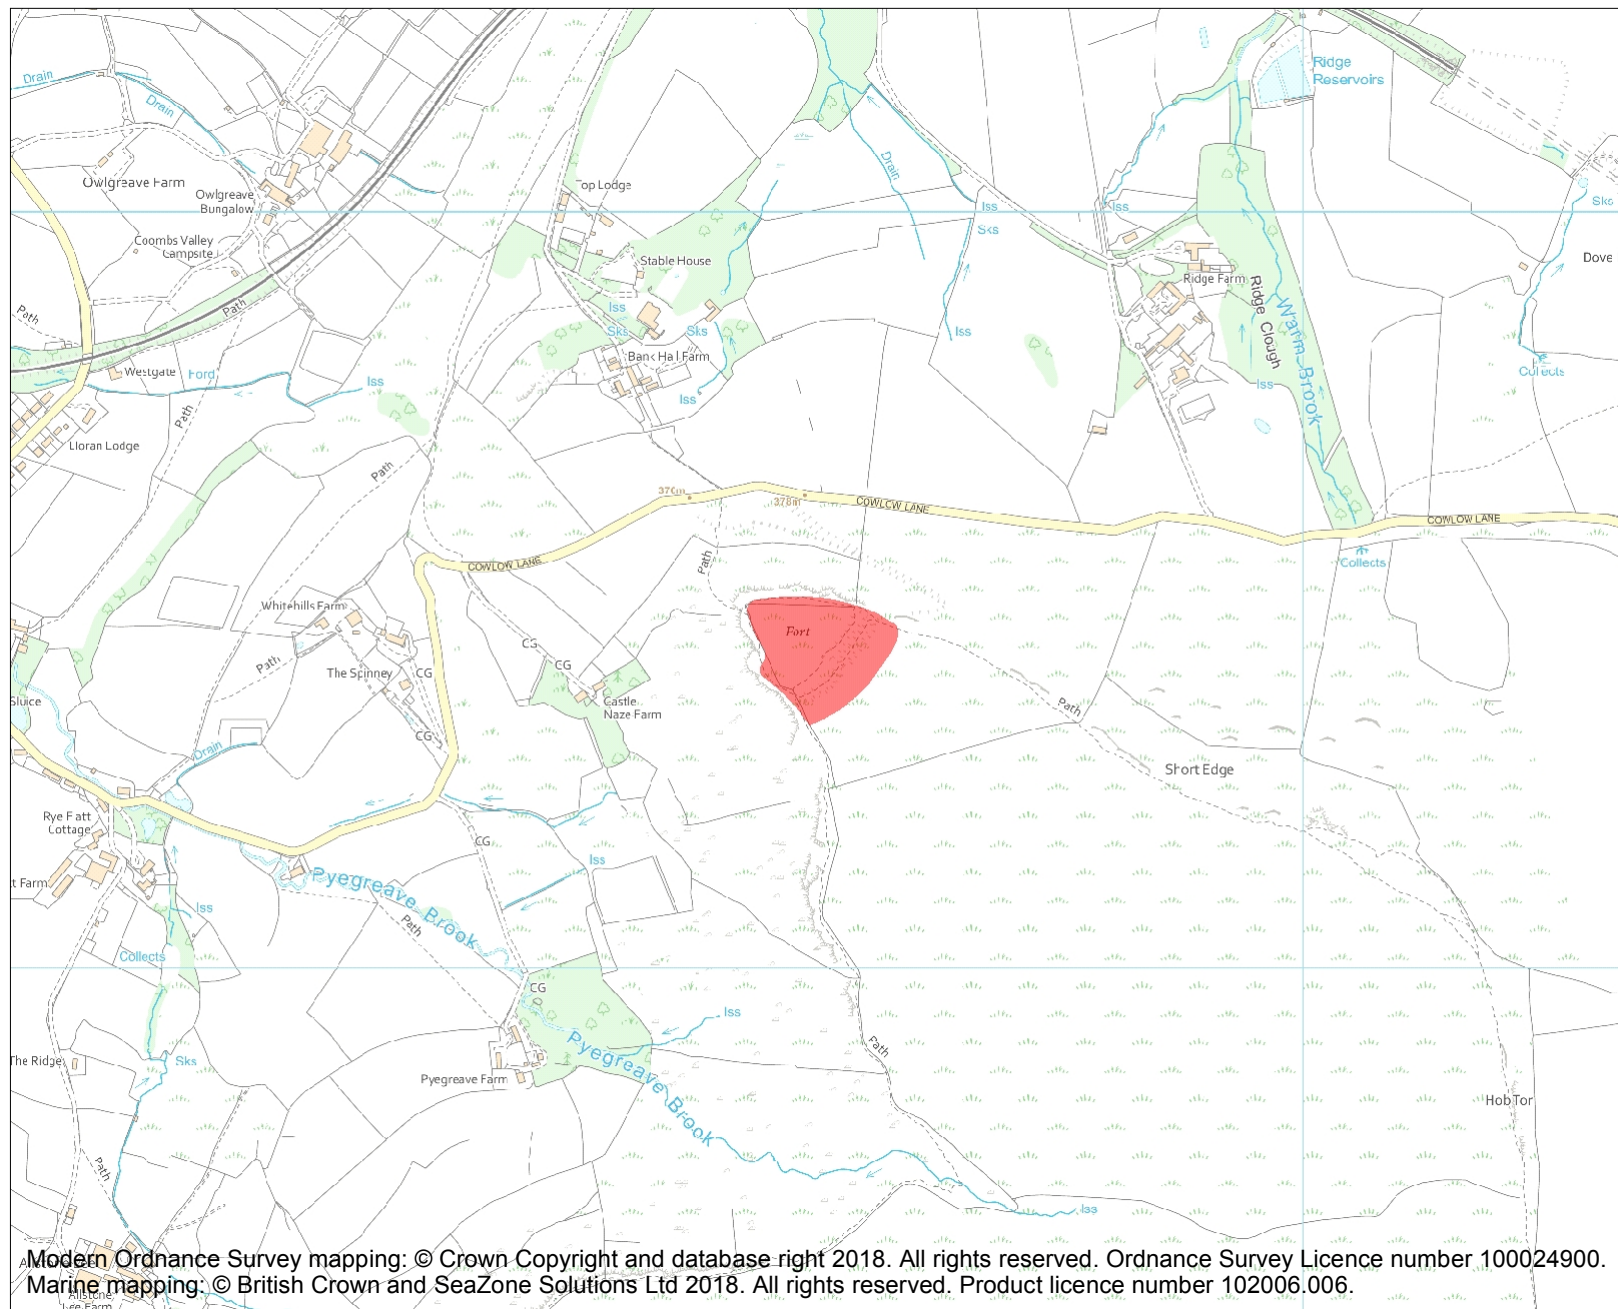 Drain
Drain
Owlgreave Farm
Owlgreave
Bungalow
Coombs Valley
Campsite
Path
Path
Westgate
Ford
Iss
Lloran Lodge
Path
Path
Top Lodge
Stable House
Iss
Sks
Sks
Bank Hall Farm
Iss
Drain
Iss
Sks
Iss
Iss
Ridge
Reservoirs
Ridge Farm
Ridge Clough
Warm Brook
Iss
Sks
Dove
Collects
370m
378m
COWLOW LANE
COWLOW LANE
COWLOW LANE
Collects
Path
Fort
Whitehills Farm
Path
The Spinney
CG
CG
CG
CG
Castle
Naze Farm
Path
Short Edge
Sluice
Drain
Rye Flatt
Cottage
tt Farm
Iss
Collects
Pyegreave Brook
Path
CG
Iss
CG
Iss
Pyegreave Brook
Pyegreave Farm
Path
The Ridge
Sks
Path
Hob Tor
Iss
Allstone
Lee Farm
Modern Ordnance Survey mapping: © Crown Copyright and database right 2018. All rights reserved. Ordnance Survey Licence number 100024900.
Marine mapping: © British Crown and SeaZone Solutions Ltd 2018. All rights reserved. Product licence number 102006.006.